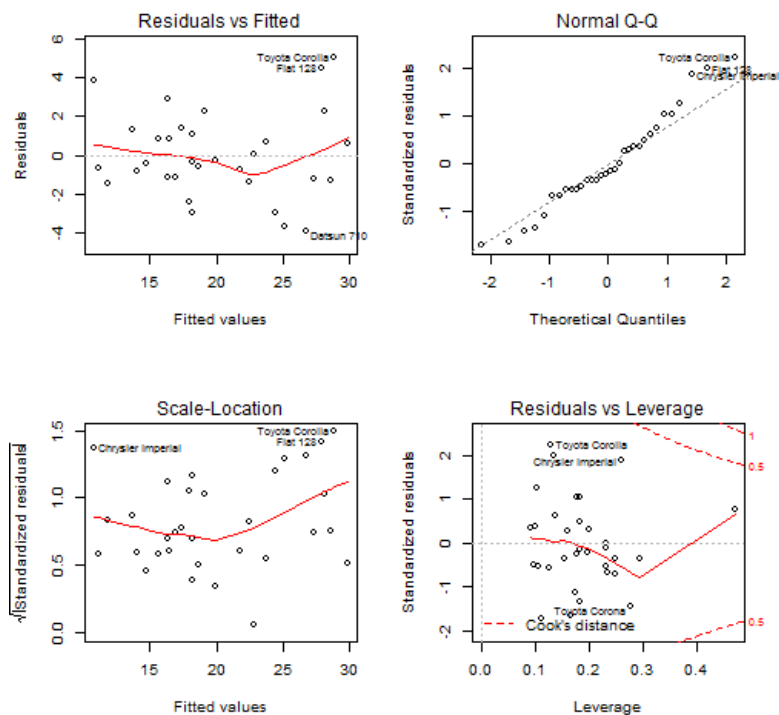 Residuals vs Fitted
Residuals
6
4
2
0
-2
-4
Toyota Corolla
Fiat 128
Datsun 710
15 20 25 30
Fitted values
Normal Q-Q
Standardized residuals
2
1
0
-1
Toyota Corolla
Fiat 128
Chrysler Imperial
-2 -1 0 1 2
Theoretical Quantiles
Scale-Location
√|Standardized residuals|
1.5
1.0
0.5
0.0
Toyota Corolla
Fiat 128
Chrysler Imperial
15 20 25 30
Fitted values
Residuals vs Leverage
Standardized residuals
2
1
0
-1
-2
Toyota Corolla
Chrysler Imperial
Toyota Corona
Cook's distance
1
0.5
0.5
0.0 0.1 0.2 0.3 0.4
Leverage